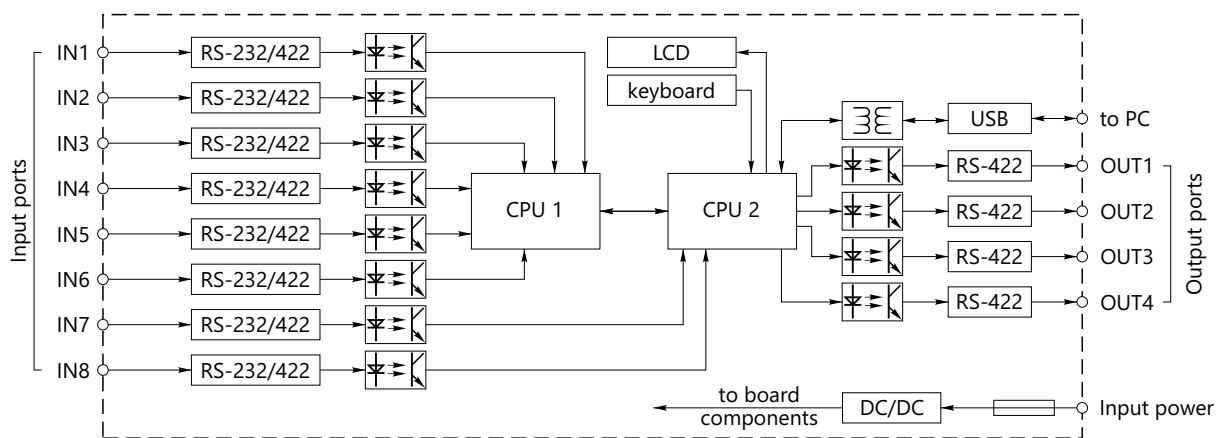 Input ports
IN1
RS-232/422
IN2
RS-232/422
IN3
RS-232/422
IN4
RS-232/422
IN5
RS-232/422
IN6
RS-232/422
IN7
RS-232/422
IN8
RS-232/422
CPU 1
LCD
keyboard
CPU 2
USB
to PC
RS-422
OUT1
RS-422
OUT2
RS-422
OUT3
RS-422
OUT4
Output ports
to board
components
DC/DC
Input power